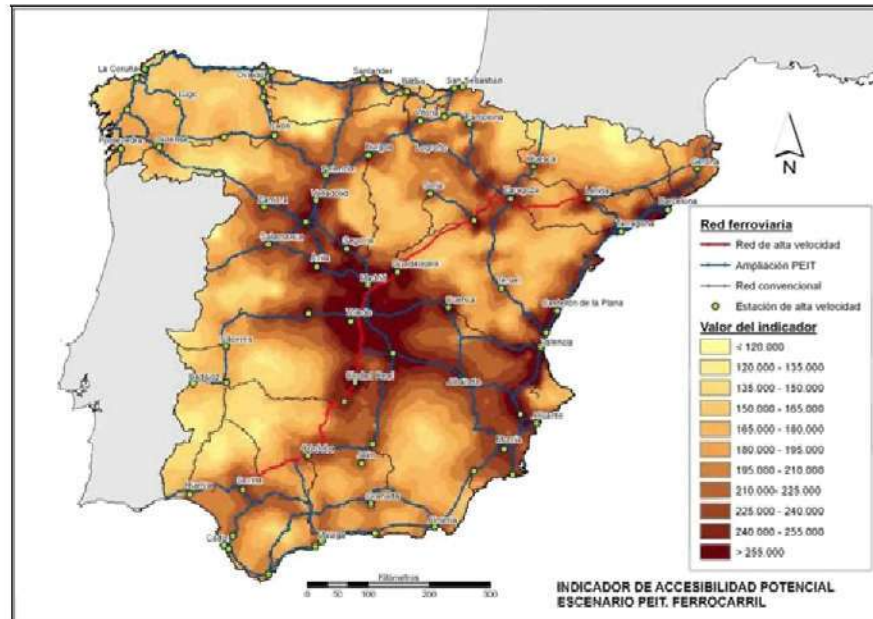 La Coruña
Oviedo
Santander
Bilbao
San Sebastián
Lugo
Vitoria
Pamplona
Pontevedra
Ourense
León
Burgos
Logroño
Huesca
Gerona
Palencia
Soria
Zaragoza
Lérida
Barcelona
Zamora
Valladolid
Tarragona
Salamanca
Segovia
Ávila
Guadalajara
Madrid
Teruel
Cuenca
Castellón de la Plana
Toledo
Valencia
Cáceres
Badajoz
Ciudad Real
Albacete
Alicante
Murcia
Córdoba
Jaén
Huelva
Sevilla
Granada
Almería
Málaga
Cádiz
N
Red ferroviaria
Red de alta velocidad
Ampliación PEIT
Red convencional
Estación de alta velocidad
Valor del indicador
< 120.000
120.000 - 135.000
135.000 - 150.000
150.000 - 165.000
165.000 - 180.000
180.000 - 195.000
195.000 - 210.000
210.000- 225.000
225.000 - 240.000
240.000 - 255.000
> 255.000
Kilómetros
0 50 100 200 300
INDICADOR DE ACCESIBILIDAD POTENCIAL
ESCENARIO PEIT. FERROCARRIL